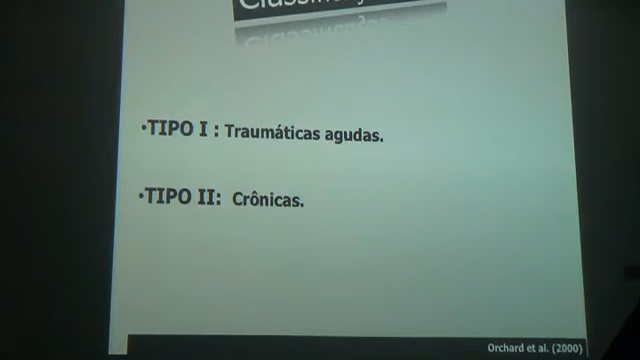 •TIPO I : Traumáticas agudas.
•TIPO II: Crônicas.
Orchard et al. (2000)